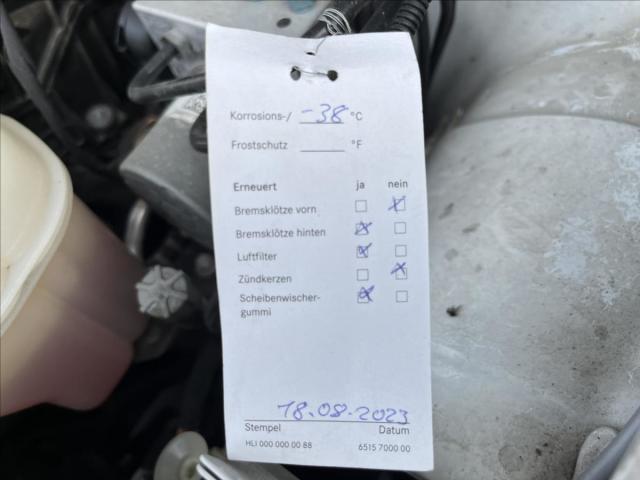 Korrosions-/ -38 °C
Frostschutz ____ °F
Erneuert ja nein
Bremsklötze vorn ☐ ☒
Bremsklötze hinten ☒ ☐
Luftfilter ☒ ☐
Zündkerzen ☐ ☒
Scheibenwischer- ☒ ☐
gummi
18.08.2023
Stempel Datum
HLI 000 000 00 88 6515 7000 00